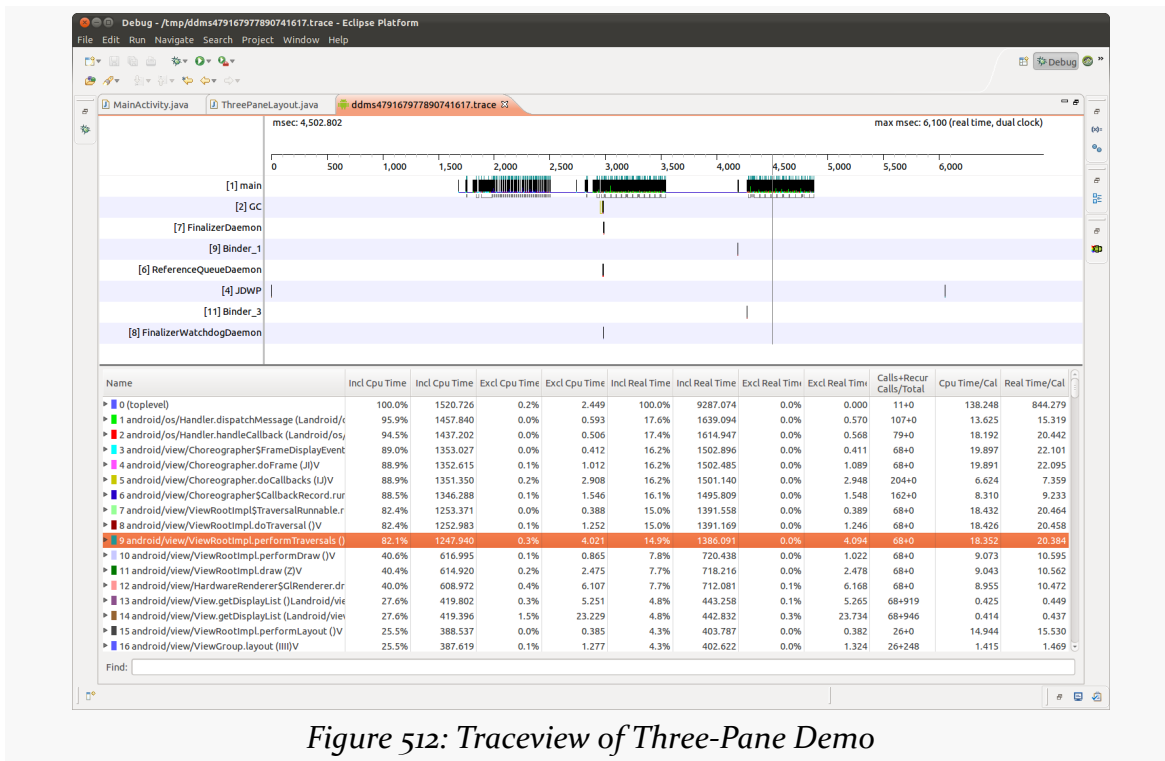 Debug - /tmp/ddms479167977890741617.trace - Eclipse Platform
File Edit Run Navigate Search Project Window Help
Debug
MainActivity.java ThreePaneLayout.java ddms479167977890741617.trace
msec: 4,502.802 max msec: 6,100 (real time, dual clock)
0 500 1,000 1,500 2,000 2,500 3,000 3,500 4,000 4,500 5,000 5,500 6,000
[1] main
[2] GC
[7] FinalizerDaemon
[9] Binder_1
[6] ReferenceQueueDaemon
[4] JDWP
[11] Binder_3
[8] FinalizerWatchdogDaemon
Name Incl Cpu Time Incl Cpu Time Excl Cpu Time Excl Cpu Time Incl Real Time Incl Real Time Excl Real Time Excl Real Time Calls+Recur Calls/Total Cpu Time/Cal Real Time/Cal
0 (toplevel) 100.0% 1520.726 0.2% 2.449 100.0% 9287.074 0.0% 0.000 11+0 138.248 844.279
1 android/os/Handler.dispatchMessage (Landroid/c 95.9% 1457.840 0.0% 0.593 17.6% 1639.094 0.0% 0.570 107+0 13.625 15.319
2 android/os/Handler.handleCallback (Landroid/os/ 94.5% 1437.202 0.0% 0.506 17.4% 1614.947 0.0% 0.568 79+0 18.192 20.442
3 android/view/Choreographer$FrameDisplayEvent 89.0% 1353.027 0.0% 0.412 16.2% 1502.896 0.0% 0.411 68+0 19.897 22.101
4 android/view/Choreographer.doFrame (JI)V 88.9% 1352.615 0.1% 1.012 16.2% 1502.485 0.0% 1.089 68+0 19.891 22.095
5 android/view/Choreographer.doCallbacks (IJ)V 88.9% 1351.350 0.2% 2.908 16.2% 1501.140 0.0% 2.948 204+0 6.624 7.359
6 android/view/Choreographer$CallbackRecord.rur 88.5% 1346.288 0.1% 1.546 16.1% 1495.809 0.0% 1.548 162+0 8.310 9.233
7 android/view/ViewRootImpl$TraversalRunnable.r 82.4% 1253.371 0.0% 0.388 15.0% 1391.558 0.0% 0.389 68+0 18.432 20.464
8 android/view/ViewRootImpl.doTraversal ()V 82.4% 1252.983 0.1% 1.252 15.0% 1391.169 0.0% 1.246 68+0 18.426 20.458
9 android/view/ViewRootImpl.performTraversals () 82.1% 1247.940 0.3% 4.021 14.9% 1386.091 0.0% 4.094 68+0 18.352 20.384
10 android/view/ViewRootImpl.performDraw ()V 40.6% 616.995 0.1% 0.865 7.8% 720.438 0.0% 1.022 68+0 9.073 10.595
11 android/view/ViewRootImpl.draw (Z)V 40.4% 614.920 0.2% 2.475 7.7% 718.216 0.0% 2.478 68+0 9.043 10.562
12 android/view/HardwareRenderer$GlRenderer.dr 40.0% 608.972 0.4% 6.107 7.7% 712.081 0.1% 6.168 68+0 8.955 10.472
13 android/view/View.getDisplayList ()Landroid/vie 27.6% 419.802 0.3% 5.251 4.8% 443.258 0.1% 5.265 68+919 0.425 0.449
14 android/view/View.getDisplayList (Landroid/viev 27.6% 419.396 1.5% 23.229 4.8% 442.832 0.3% 23.734 68+946 0.414 0.437
15 android/view/ViewRootImpl.performLayout ()V 25.5% 388.537 0.0% 0.385 4.3% 403.787 0.0% 0.382 26+0 14.944 15.530
16 android/view/ViewGroup.layout (IIII)V 25.5% 387.619 0.1% 1.277 4.3% 402.622 0.0% 1.324 26+248 1.415 1.469
Find:
Figure 512: Traceview of Three-Pane Demo